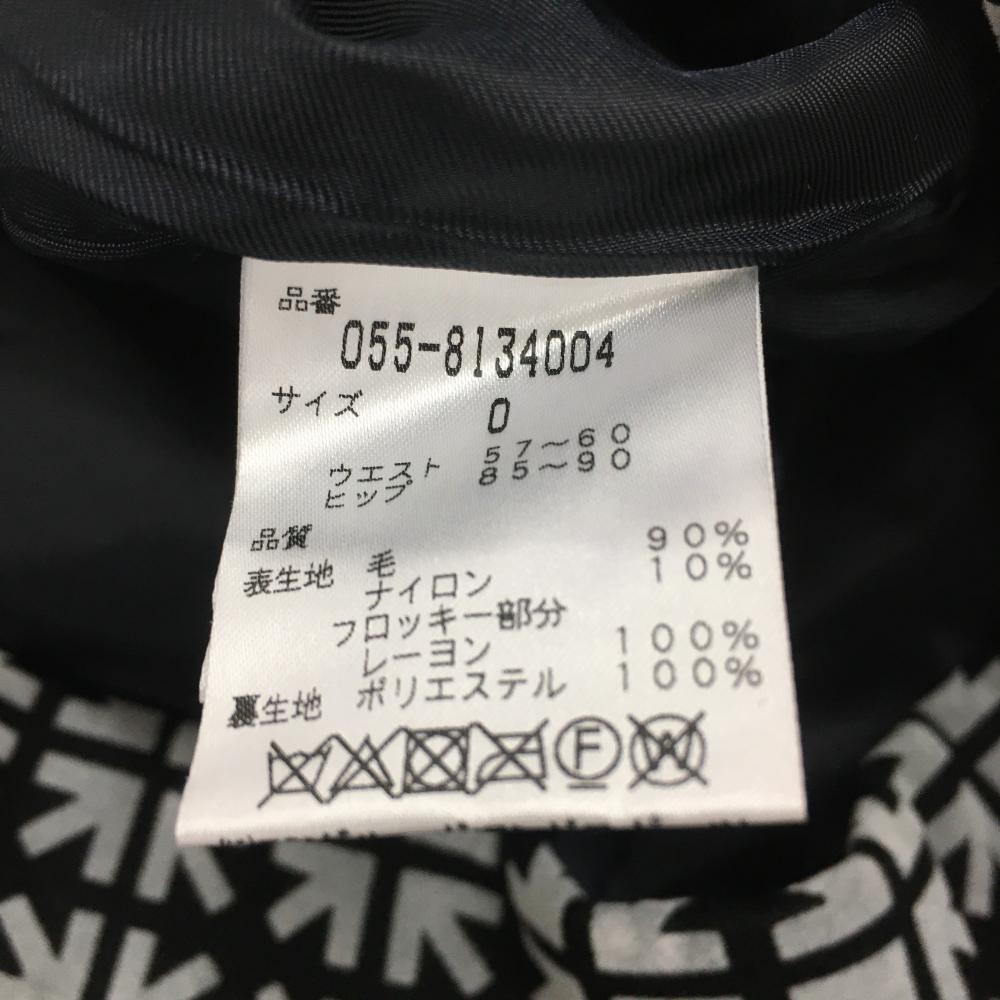 品番
055-8134004
サイズ 0
ウエスト 57~60
ヒップ 85~90
品質
表生地 毛 90%
ナイロン 10%
フロッキー部分
レーヨン 100%
裏生地 ポリエステル 100%
F W